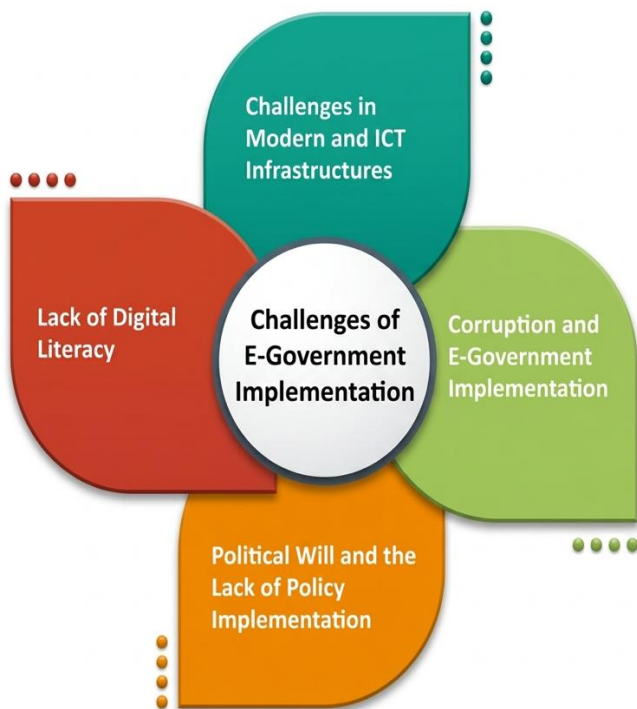 Challenges in
Modern and ICT
Infrastructures
Lack of Digital
Literacy
Challenges of
E-Government
Implementation
Corruption and
E-Government
Implementation
Political Will and the
Lack of Policy
Implementation